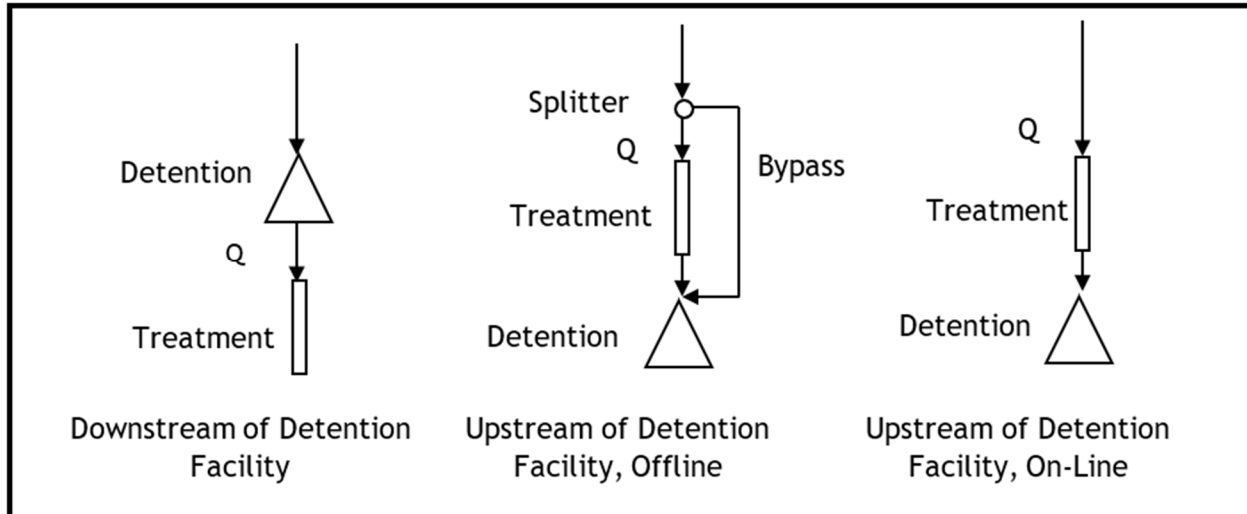 Detention
Q
Treatment
Downstream of Detention
Facility
Splitter
Q
Bypass
Treatment
Detention
Upstream of Detention
Facility, Offline
Q
Treatment
Detention
Upstream of Detention
Facility, On-Line